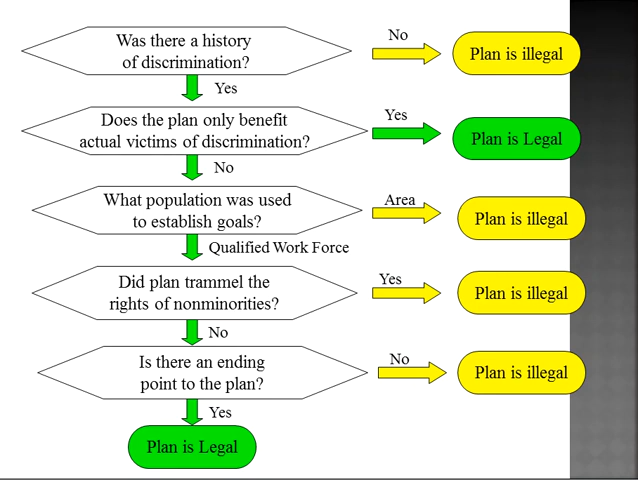 Was there a history
of discrimination?
No
Plan is illegal
Yes
Does the plan only benefit
actual victims of discrimination?
Yes
Plan is Legal
No
What population was used
to establish goals?
Area
Plan is illegal
Qualified Work Force
Did plan trammel the
rights of nonminorities?
Yes
Plan is illegal
No
Is there an ending
point to the plan?
No
Plan is illegal
Yes
Plan is Legal